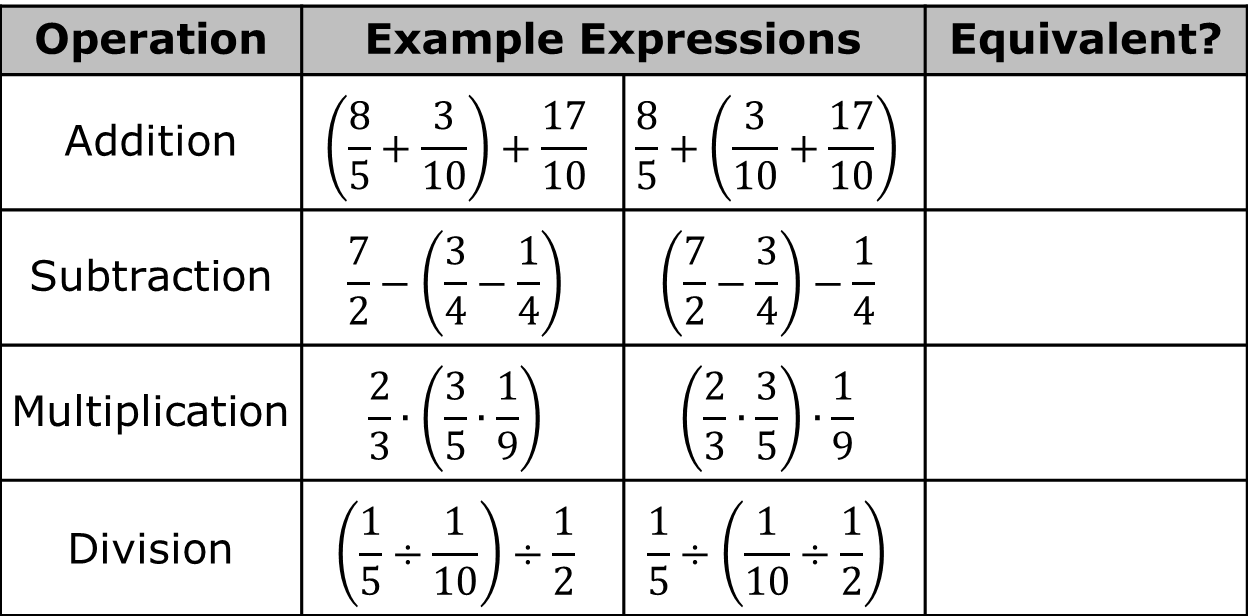 Operation Example Expressions Equivalent?
Addition (8/5 + 3/10) + 17/10 8/5 + (3/10 + 17/10)
Subtraction 7/2 − (3/4 − 1/4) (7/2 − 3/4) − 1/4
Multiplication 2/3 · (3/5 · 1/9) (2/3 · 3/5) · 1/9
Division (1/5 ÷ 1/10) ÷ 1/2 1/5 ÷ (1/10 ÷ 1/2)